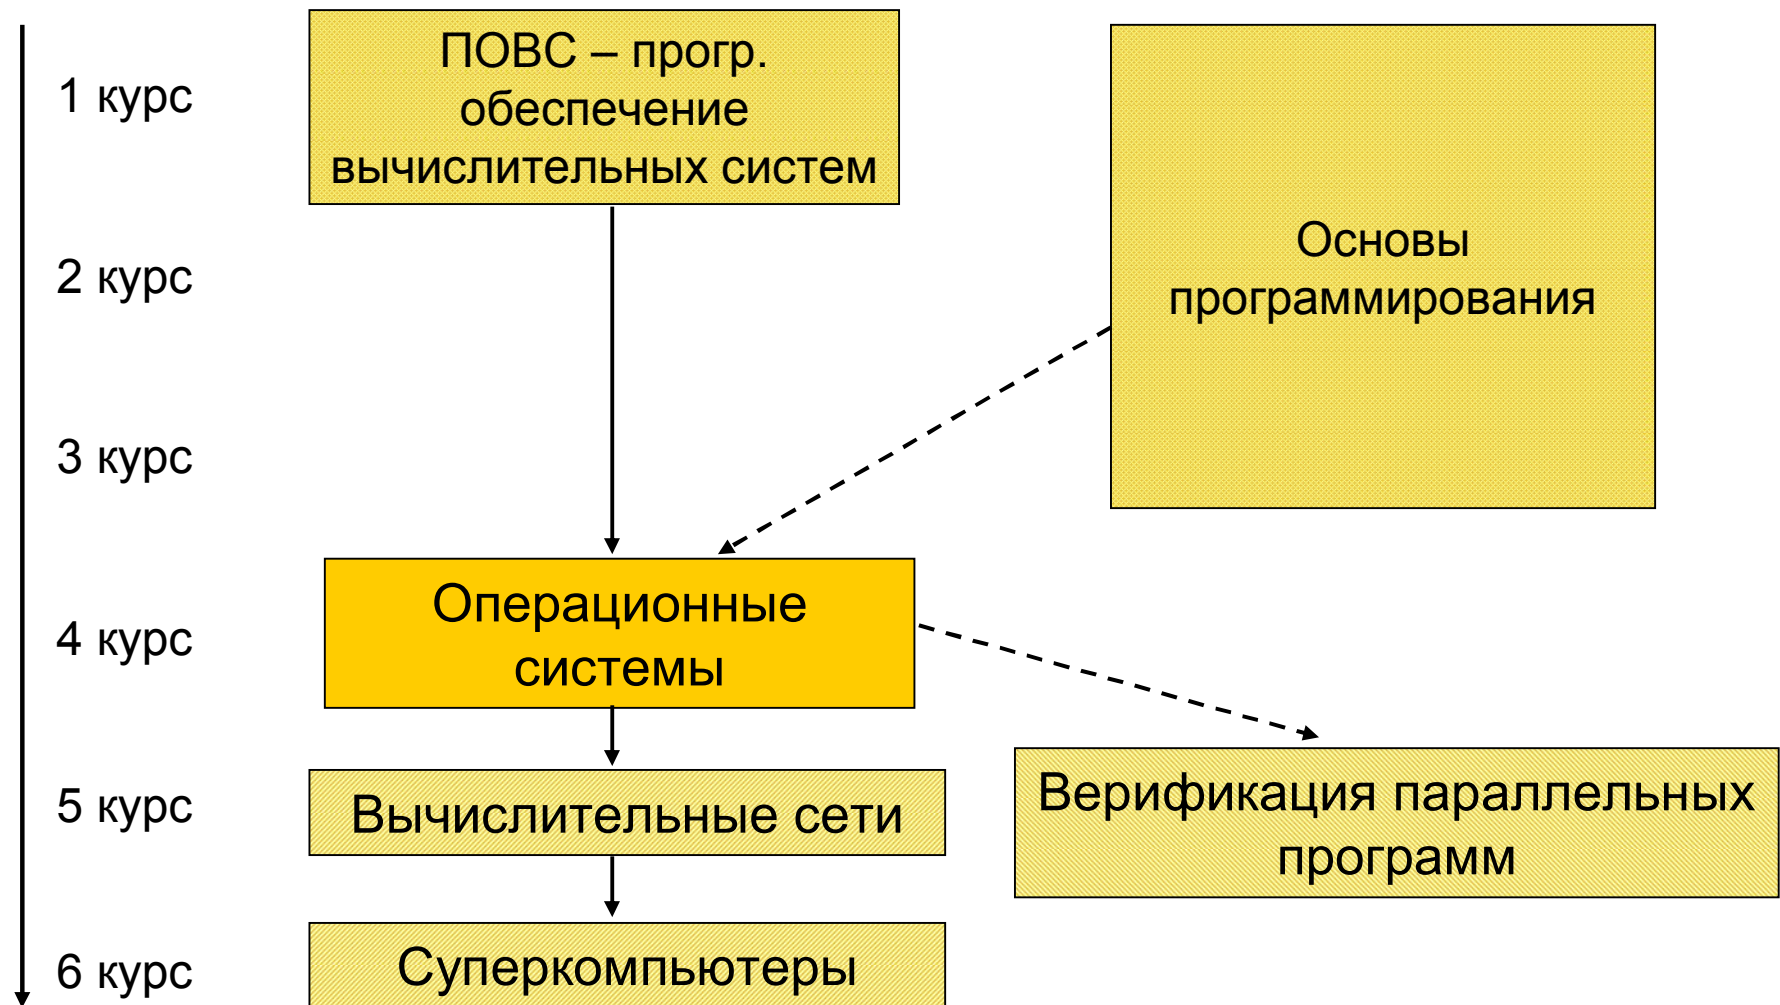 1 курс
ПОВС – прогр.
обеспечение
вычислительных систем
2 курс
Основы
программирования
3 курс
4 курс
Операционные
системы
5 курс
Вычислительные сети
Верификация параллельных
программ
6 курс
Суперкомпьютеры